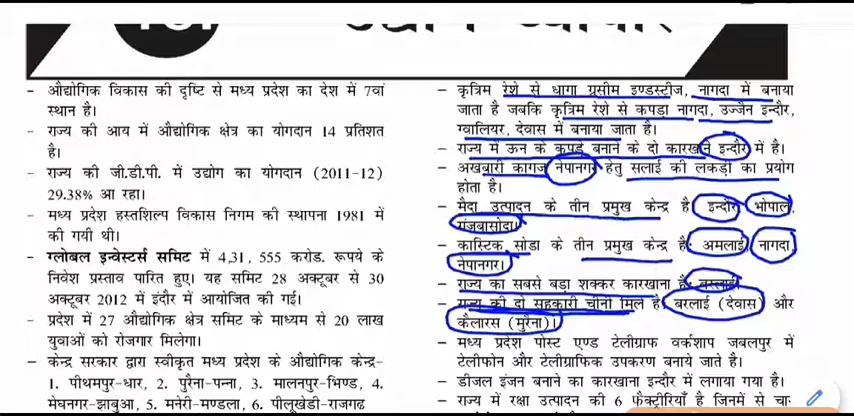 उद्योग व्यापार
– औद्योगिक विकास की दृष्टि से मध्य प्रदेश का देश में 7वां
स्थान है।
– राज्य की आय में औद्योगिक क्षेत्र का योगदान 14 प्रतिशत
है।
– राज्य की जी.डी.पी. में उद्योग का योगदान (2011-12)
29.38% आ रहा।
– मध्य प्रदेश हस्तशिल्प विकास निगम की स्थापना 1981 में
की गयी थी।
– ग्लोबल इन्वेस्टर्स समिट में 4,31, 555 करोड. रूपये के
निवेश प्रस्ताव पारित हुए। यह समिट 28 अक्टूबर से 30
अक्टूबर 2012 में इंदौर में आयोजित की गई।
– प्रदेश में 27 औद्योगिक क्षेत्र समिट के माध्यम से 20 लाख
युवाओं को रोजगार मिलेगा।
– केन्द्र सरकार द्वारा स्वीकृत मध्य प्रदेश के औद्योगिक केन्द्र-
1. पीथमपुर-धार, 2. पुरैना-पन्ना, 3. मालनपुर-भिण्ड, 4.
मेघनगर-झाबुआ, 5. मनेरी-मण्डला, 6. पीलूखेडी-राजगढ
– कृत्रिम रेशे से धागा ग्रसीम इण्डस्ट्रीज, नागदा में बनाया
जाता है जबकि कृत्रिम रेशे से कपड़ा नागदा, उज्जैन इन्दौर,
ग्वालियर, देवास में बनाया जाता है।
– राज्य में ऊन के कपड़े बनाने के दो कारखाने इन्दौर में है।
– अखबारी कागज नेपानगर हेतु सलाई की लकड़ी का प्रयोग
होता है।
– मैदा उत्पादन के तीन प्रमुख केन्द्र है इन्दौर, भोपाल,
गंजबासोदा।
– कास्टिक सोडा के तीन प्रमुख केन्द्र है: अमलाई, नागदा,
नेपानगर।
– राज्य का सबसे बड़ा शक्कर कारखाना है: बरलाई
– राज्य की दो सहकारी चीनी मिले है बरलाई (देवास) और
कैलारस (मुरैना)।
– मध्य प्रदेश पोस्ट एण्ड टेलीग्राफ वर्कशाप जबलपुर में
टेलीफोन और टेलीग्राफिक उपकरण बनाये जाते है।
– डीजल इंजन बनाने का कारखाना इन्दौर में लगाया गया है।
– राज्य में रक्षा उत्पादन की 6 फैक्ट्रीरियाँ है जिनमें से चा